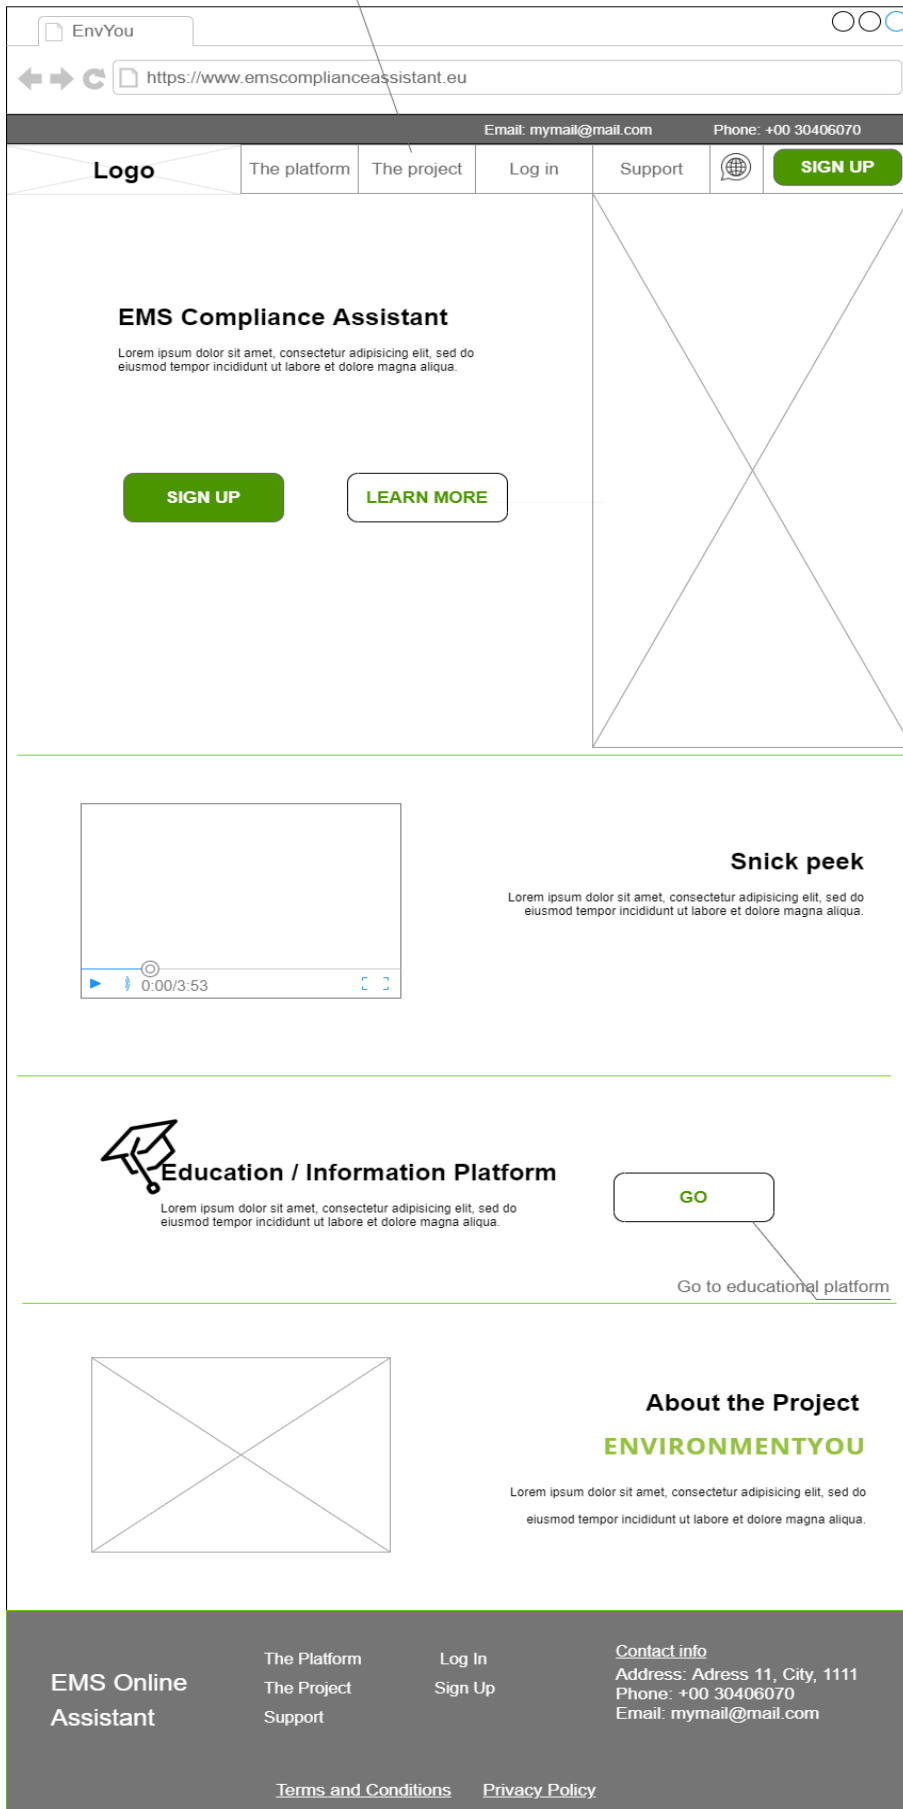 EnvYou
https://www.emscomplianceassistant.eu
Email: mymail@mail.com Phone: +00 30406070
Logo The platform The project Log in Support SIGN UP
EMS Compliance Assistant
Lorem ipsum dolor sit amet, consectetur adipisicing elit, sed do
eiusmod tempor incididunt ut labore et dolore magna aliqua.
SIGN UP LEARN MORE
Snick peek
Lorem ipsum dolor sit amet, consectetur adipisicing elit, sed do
eiusmod tempor incididunt ut labore et dolore magna aliqua.
0:00/3:53
Education / Information Platform
Lorem ipsum dolor sit amet, consectetur adipisicing elit, sed do
eiusmod tempor incididunt ut labore et dolore magna aliqua.
GO
Go to educational platform
About the Project
ENVIRONMENTYOU
Lorem ipsum dolor sit amet, consectetur adipisicing elit, sed do
eiusmod tempor incididunt ut labore et dolore magna aliqua.
EMS Online
Assistant
The Platform
The Project
Support
Log In
Sign Up
Contact info
Address: Adress 11, City, 1111
Phone: +00 30406070
Email: mymail@mail.com
Terms and Conditions Privacy Policy